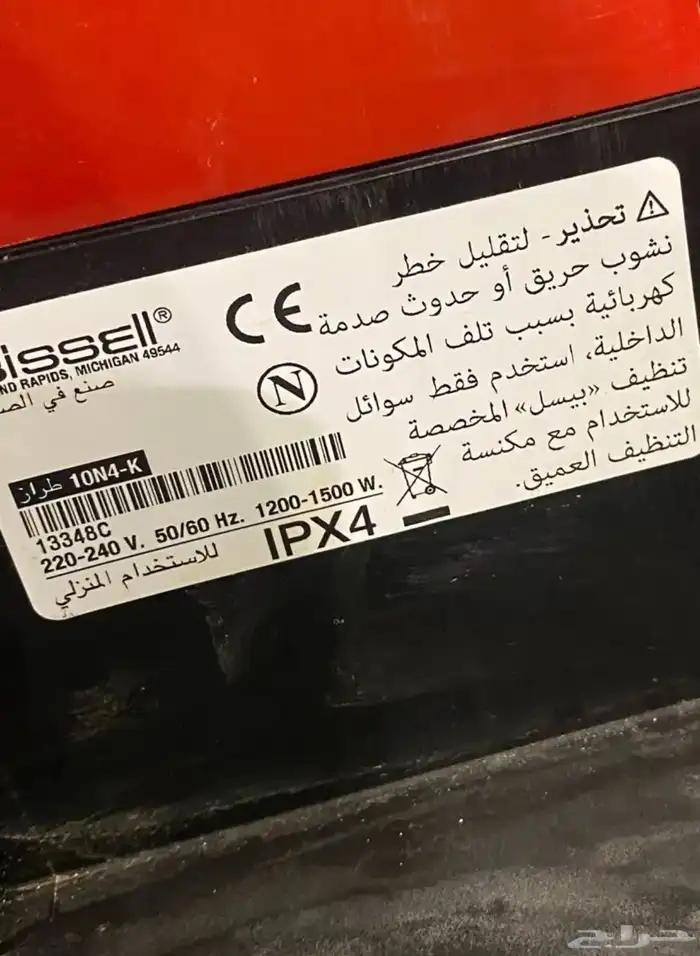 ⚠ تحذير - لتقليل خطر
نشوب حريق أو حدوث صدمة
كهربائية بسبب تلف المكونات
الداخلية، استخدم فقط سوائل
تنظيف «بيسل» المخصصة
للاستخدام مع مكنسة
التنظيف العميق.
CE
N
issell®
ND RAPIDS, MICHIGAN 49544
صنع في الص
طراز 10N4-K
13348C
220-240 V. 50/60 Hz. 1200-1500 W.
للاستخدام المنزلي
IPX4
حراج